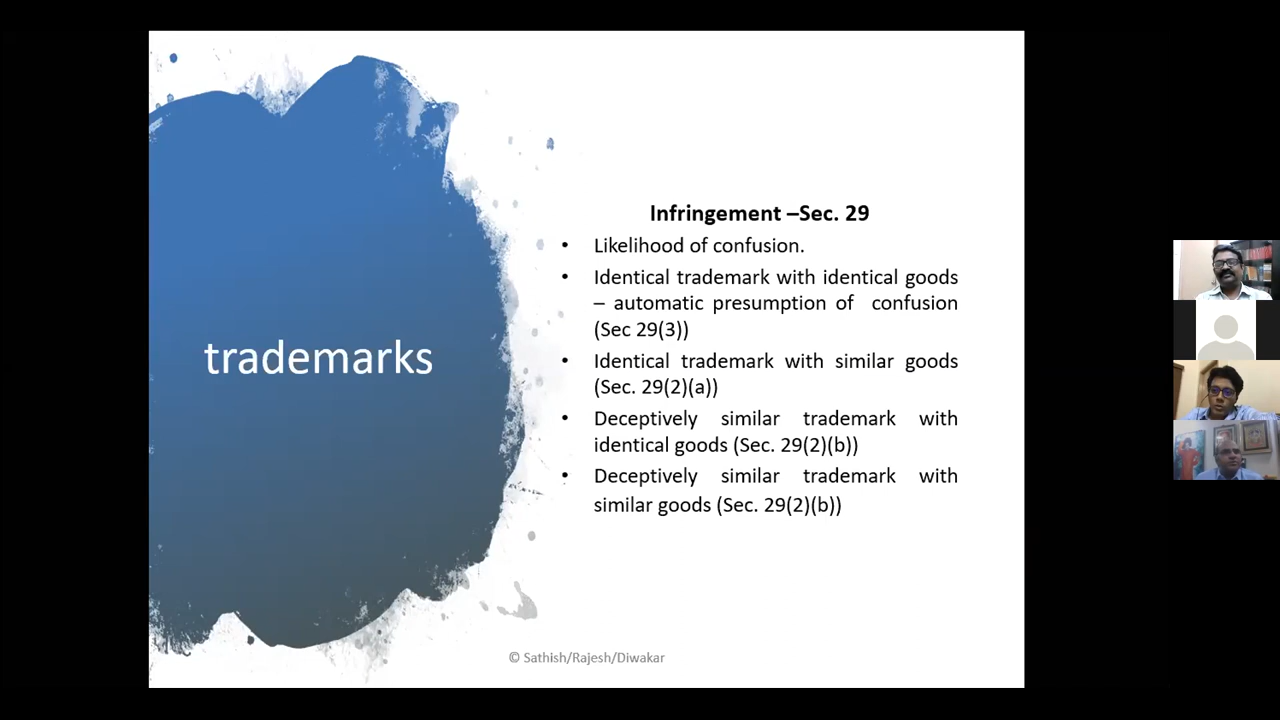 trademarks
Infringement –Sec. 29
• Likelihood of confusion.
• Identical trademark with identical goods
– automatic presumption of confusion
(Sec 29(3))
• Identical trademark with similar goods
(Sec. 29(2)(a))
• Deceptively similar trademark with
identical goods (Sec. 29(2)(b))
• Deceptively similar trademark with
similar goods (Sec. 29(2)(b))
© Sathish/Rajesh/Diwakar